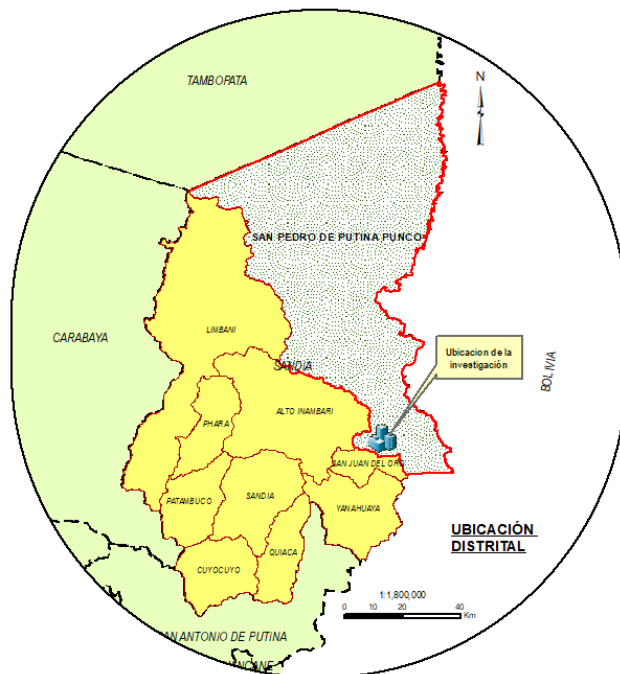 TAMBOPATA
N
SAN PEDRO DE PUTINA PUNCO
CARABAYA
LIMBANI
Ubicacion de la
investigación
SANDIA
BOLIVIA
ALTO INAMBARI
PHARA
SAN JUAN DEL ORO
PATAMBUCO
SANDIA
YANAHUAYA
QUIACA
UBICACIÓN
DISTRITAL
CUYOCUYO
1:1,800,000
0 10 20 40
Km
AN ANTONIO DE PUTINA